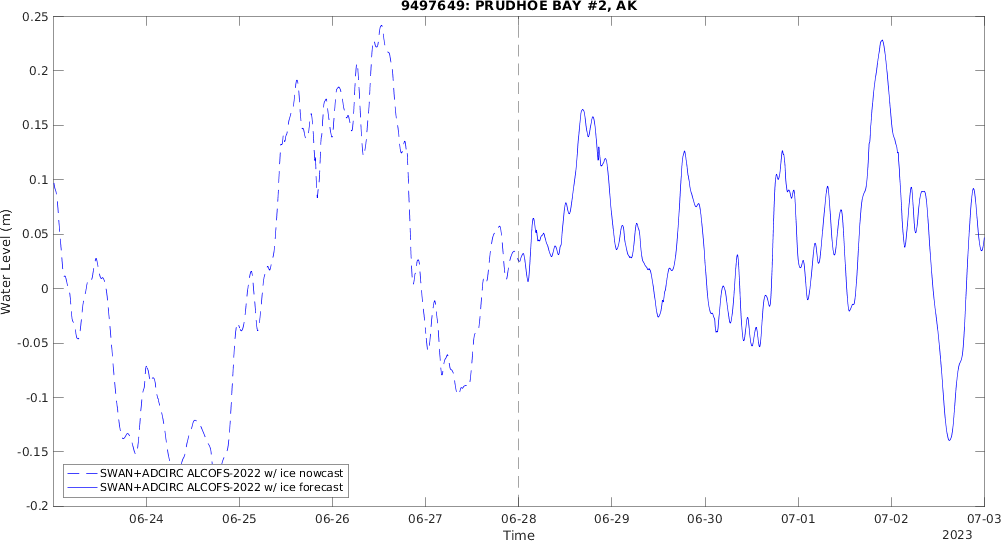 9497649: PRUDHOE BAY #2, AK
0.25
0.2
0.15
0.1
0.05
0
-0.05
-0.1
-0.15
-0.2
Water Level (m)
SWAN+ADCIRC ALCOFS-2022 w/ ice nowcast
SWAN+ADCIRC ALCOFS-2022 w/ ice forecast
06-24 06-25 06-26 06-27 06-28 06-29 06-30 07-01 07-02 07-03
Time
2023